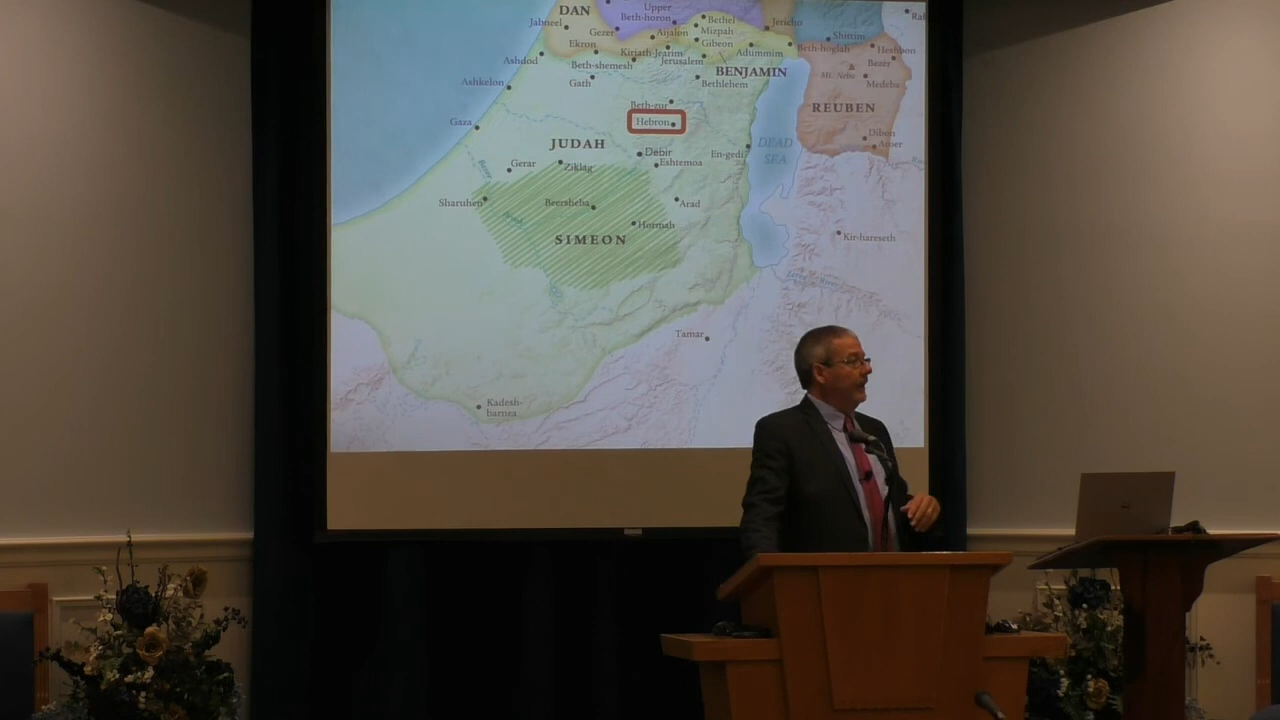 DAN
Upper
Beth-horon
Bethel
Jericho
Jabneel
Gezer
Aijalon
Mizpah
Shittim
Ekron
Kiriath-Jearim
Gibeon
Adummim
Beth-hoglah
Heshbon
Ashdod
Beth-shemesh
Jerusalem
Bezer
BENJAMIN
Mt. Nebo
Ashkelon
Gath
Bethlehem
Medeba
Beth-zur
REUBEN
Gaza
Hebron
Dibon
JUDAH
DEAD
SEA
Aroer
Debir
En-gedi
Gerar
Ziklag
Eshtemoa
Sharuhen
Beersheba
Arad
Hormah
SIMEON
Kir-hareseth
Tamar
Kadesh-
barnea